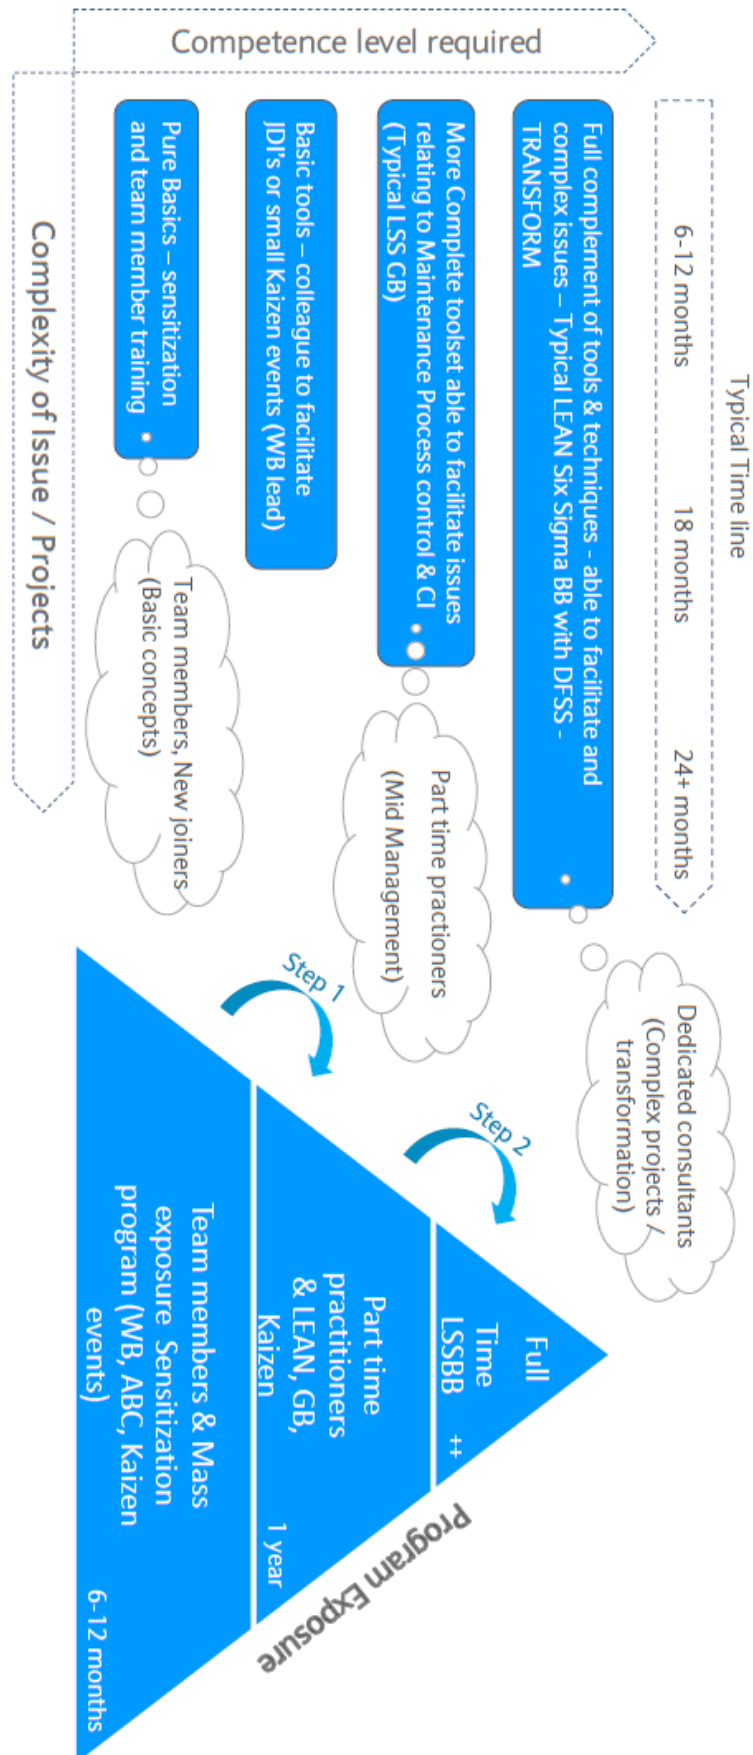 Typical Time line
6-12 months
18 months
24+ months
Competence level required
Full complement of tools & techniques - able to facilitate and
complex issues – Typical LEAN Six Sigma BB with DFSS -
TRANSFORM
More Complete toolset able to facilitate issues
relating to Maintenance Process control & CI
(Typical LSS GB)
Basic tools – colleague to facilitate
JDI's or small Kaizen events (WB lead)
Pure Basics – sensitization
and team member training
Complexity of Issue / Projects
Dedicated consultants
(Complex projects /
transformation)
Part time practioners
(Mid Management)
Team members, New joiners
(Basic concepts)
Step 1
Step 2
Full
Time
LSSBB
++
Part time
practitioners
& LEAN, GB,
Kaizen
1 year
Team members & Mass
exposure Sensitization
program (WB, ABC, Kaizen
events)
6-12 months
Program Exposure